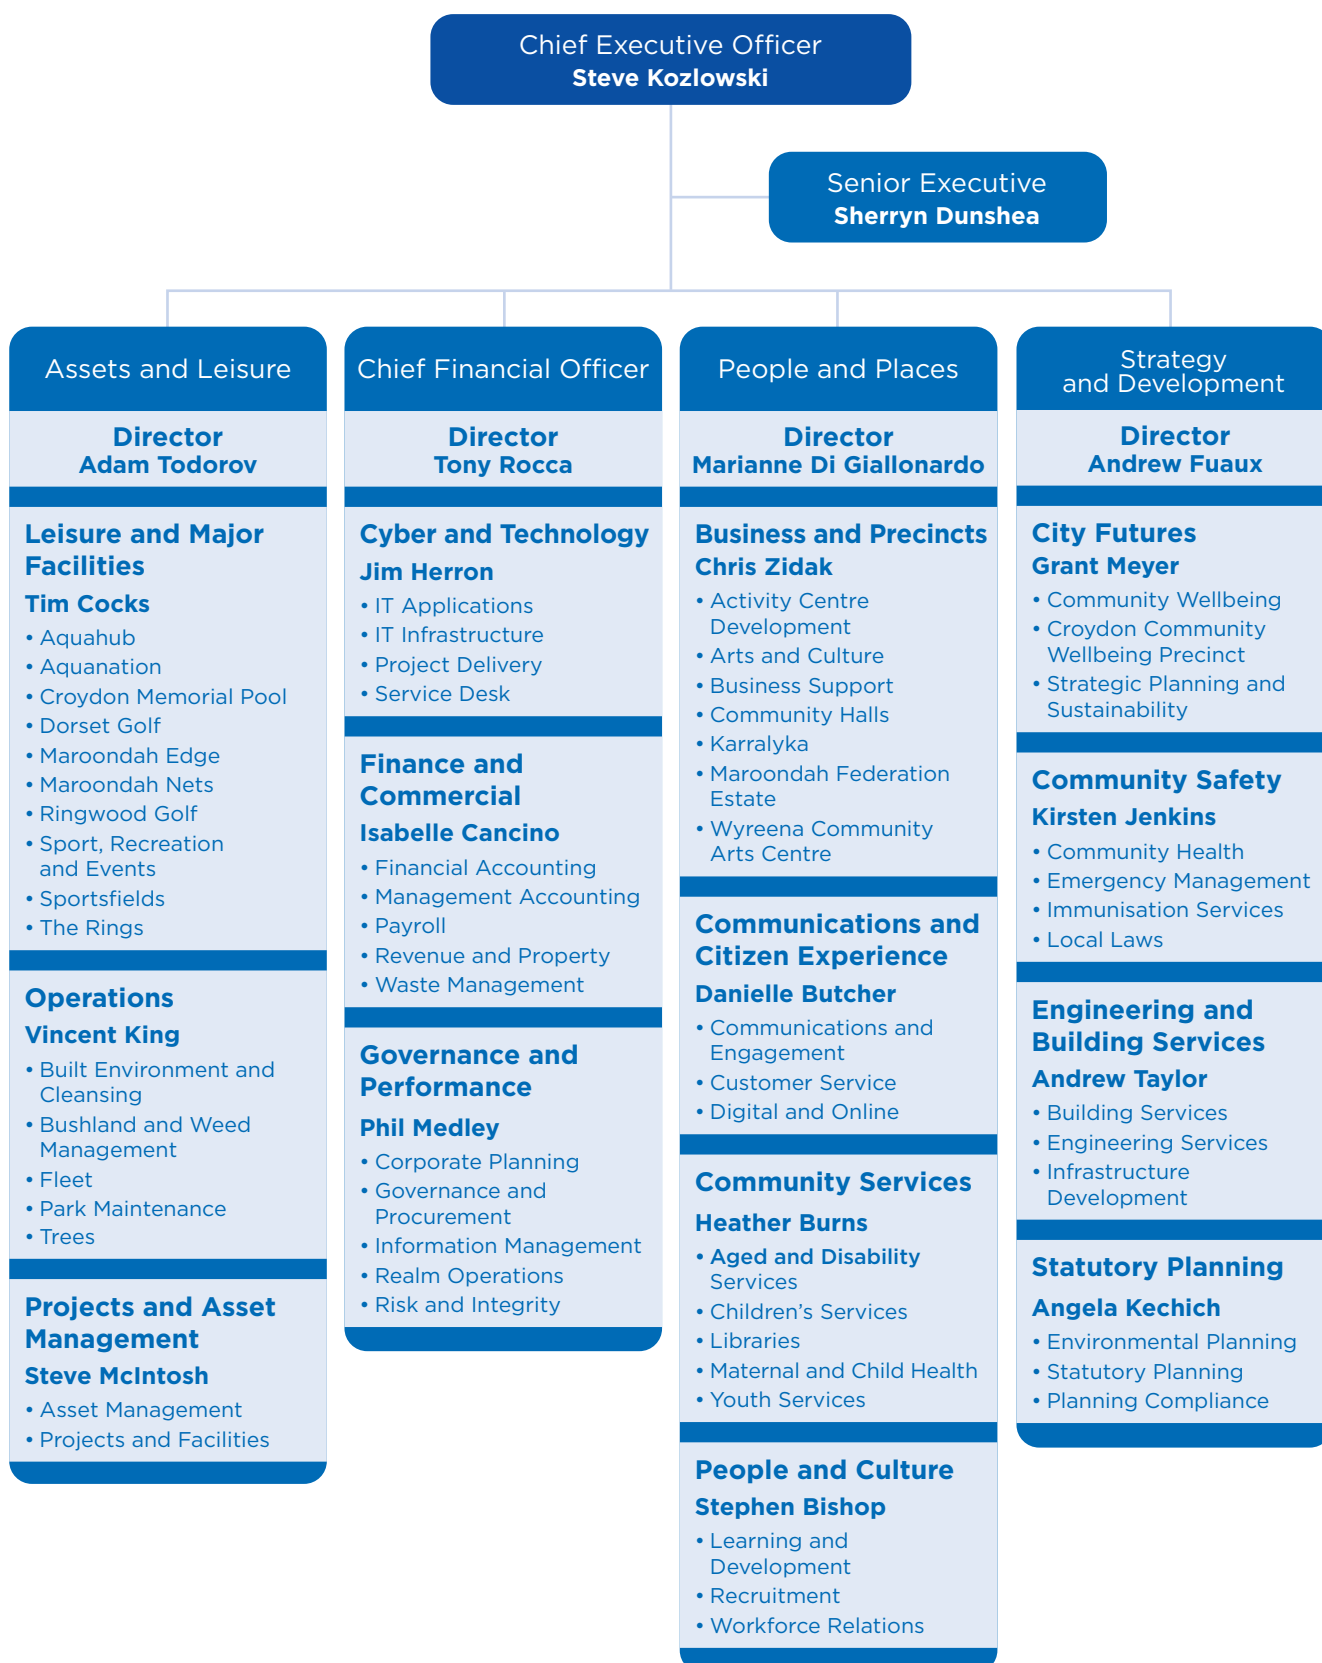 Chief Executive Officer
Steve Kozlowski
Senior Executive
Sherryn Dunshea
Assets and Leisure
Director
Adam Todorov
Leisure and Major
Facilities
Tim Cocks
• Aquahub
• Aquanation
• Croydon Memorial Pool
• Dorset Golf
• Maroondah Edge
• Maroondah Nets
• Ringwood Golf
• Sport, Recreation
and Events
• Sportsfields
• The Rings
Operations
Vincent King
• Built Environment and
Cleansing
• Bushland and Weed
Management
• Fleet
• Park Maintenance
• Trees
Projects and Asset
Management
Steve McIntosh
• Asset Management
• Projects and Facilities
Chief Financial Officer
Director
Tony Rocca
Cyber and Technology
Jim Herron
• IT Applications
• IT Infrastructure
• Project Delivery
• Service Desk
Finance and
Commercial
Isabelle Cancino
• Financial Accounting
• Management Accounting
• Payroll
• Revenue and Property
• Waste Management
Governance and
Performance
Phil Medley
• Corporate Planning
• Governance and
Procurement
• Information Management
• Realm Operations
• Risk and Integrity
People and Places
Director
Marianne Di Giallonardo
Business and Precincts
Chris Zidak
• Activity Centre
Development
• Arts and Culture
• Business Support
• Community Halls
• Karralyka
• Maroondah Federation
Estate
• Wyreena Community
Arts Centre
Communications and
Citizen Experience
Danielle Butcher
• Communications and
Engagement
• Customer Service
• Digital and Online
Community Services
Heather Burns
• Aged and Disability
Services
• Children’s Services
• Libraries
• Maternal and Child Health
• Youth Services
People and Culture
Stephen Bishop
• Learning and
Development
• Recruitment
• Workforce Relations
Strategy
and Development
Director
Andrew Fuaux
City Futures
Grant Meyer
• Community Wellbeing
• Croydon Community
Wellbeing Precinct
• Strategic Planning and
Sustainability
Community Safety
Kirsten Jenkins
• Community Health
• Emergency Management
• Immunisation Services
• Local Laws
Engineering and
Building Services
Andrew Taylor
• Building Services
• Engineering Services
• Infrastructure
Development
Statutory Planning
Angela Kechich
• Environmental Planning
• Statutory Planning
• Planning Compliance